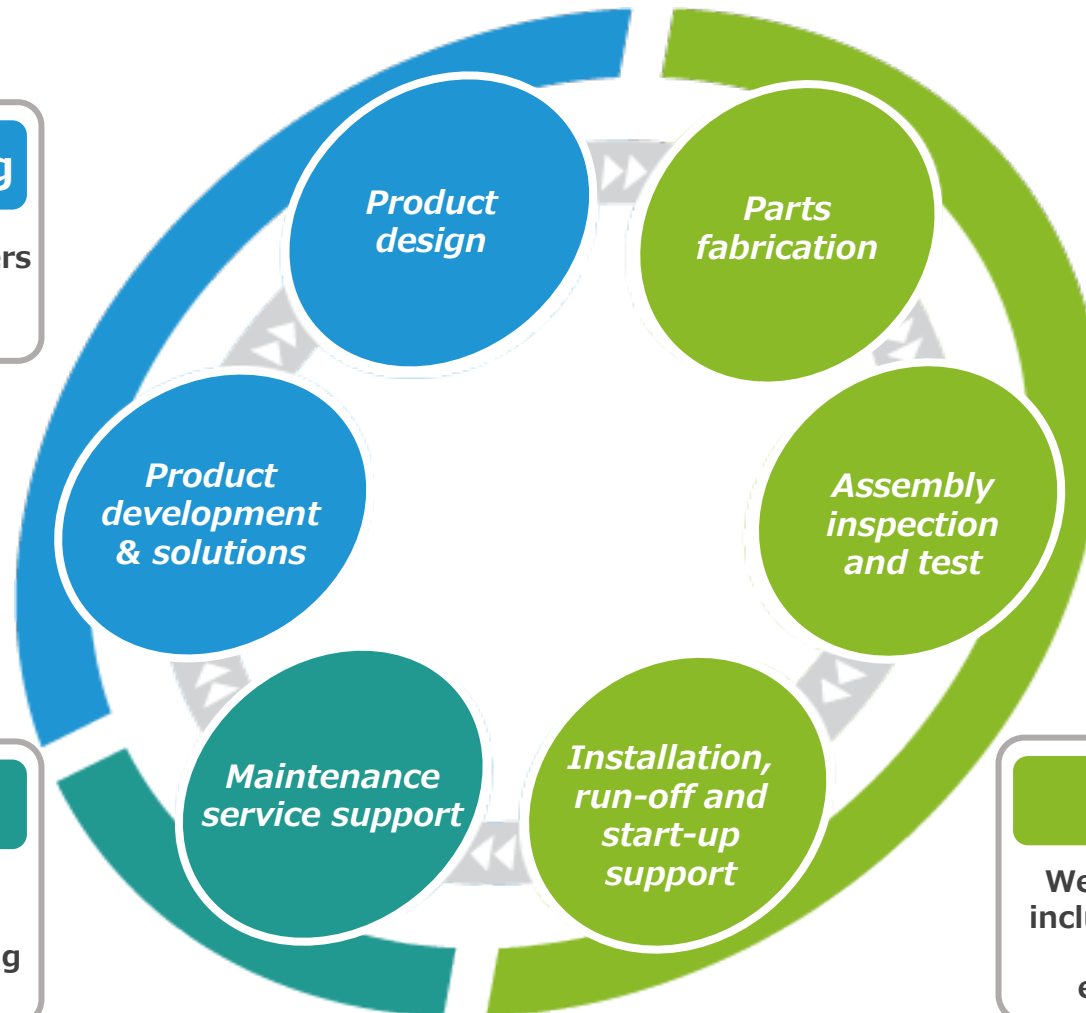 Product
design
Parts
fabrication
Product
development
& solutions
Assembly
inspection
and test
Maintenance
service support
Installation,
run-off and
start-up
support
We